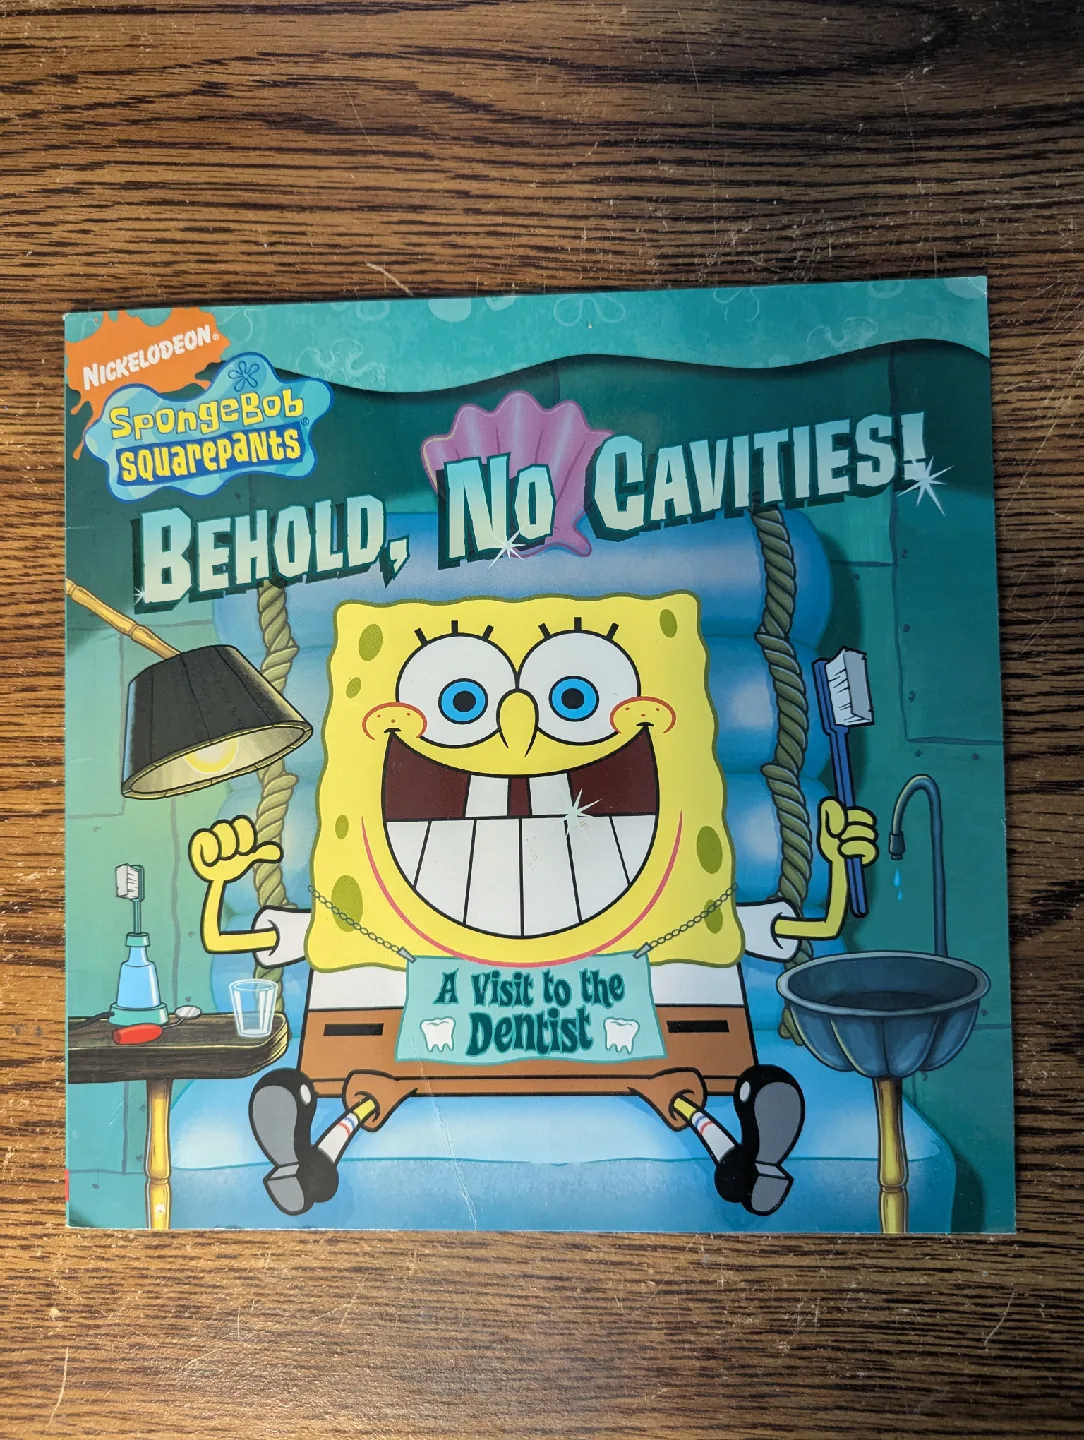 NICKELODEON®
SpongeBob
SQUAREPANTS®
BEHOLD, NO CAVITIES!
A Visit to the
Dentist